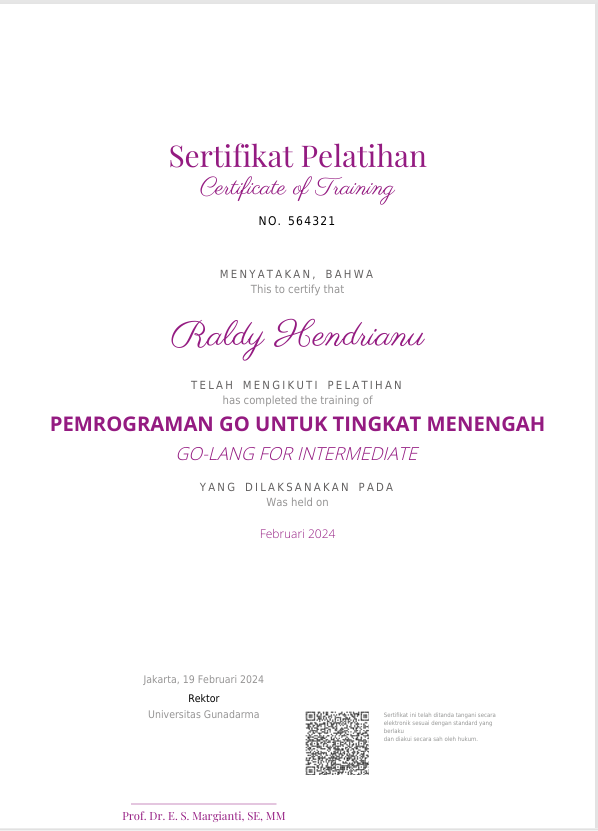 Sertifikat Pelatihan
Certificate of Training
NO. 564321
MENYATAKAN, BAHWA
This to certify that
Raldy Hendrianu
TELAH MENGIKUTI PELATIHAN
has completed the training of
PEMROGRAMAN GO UNTUK TINGKAT MENENGAH
GO-LANG FOR INTERMEDIATE
YANG DILAKSANAKAN PADA
Was held on
Februari 2024
Jakarta, 19 Februari 2024
Rektor
Universitas Gunadarma
Sertifikat ini telah ditanda tangani secara
elektronik sesuai dengan standard yang
berlaku
dan diakui secara sah oleh hukum.
Prof. Dr. E. S. Margianti, SE, MM